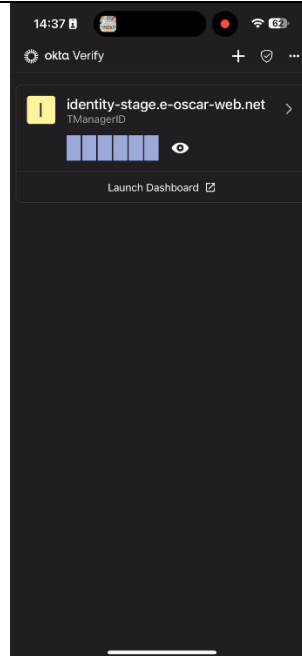 14:37
62
okta Verify
I
identity-stage.e-oscar-web.net
TManagerID
Launch Dashboard